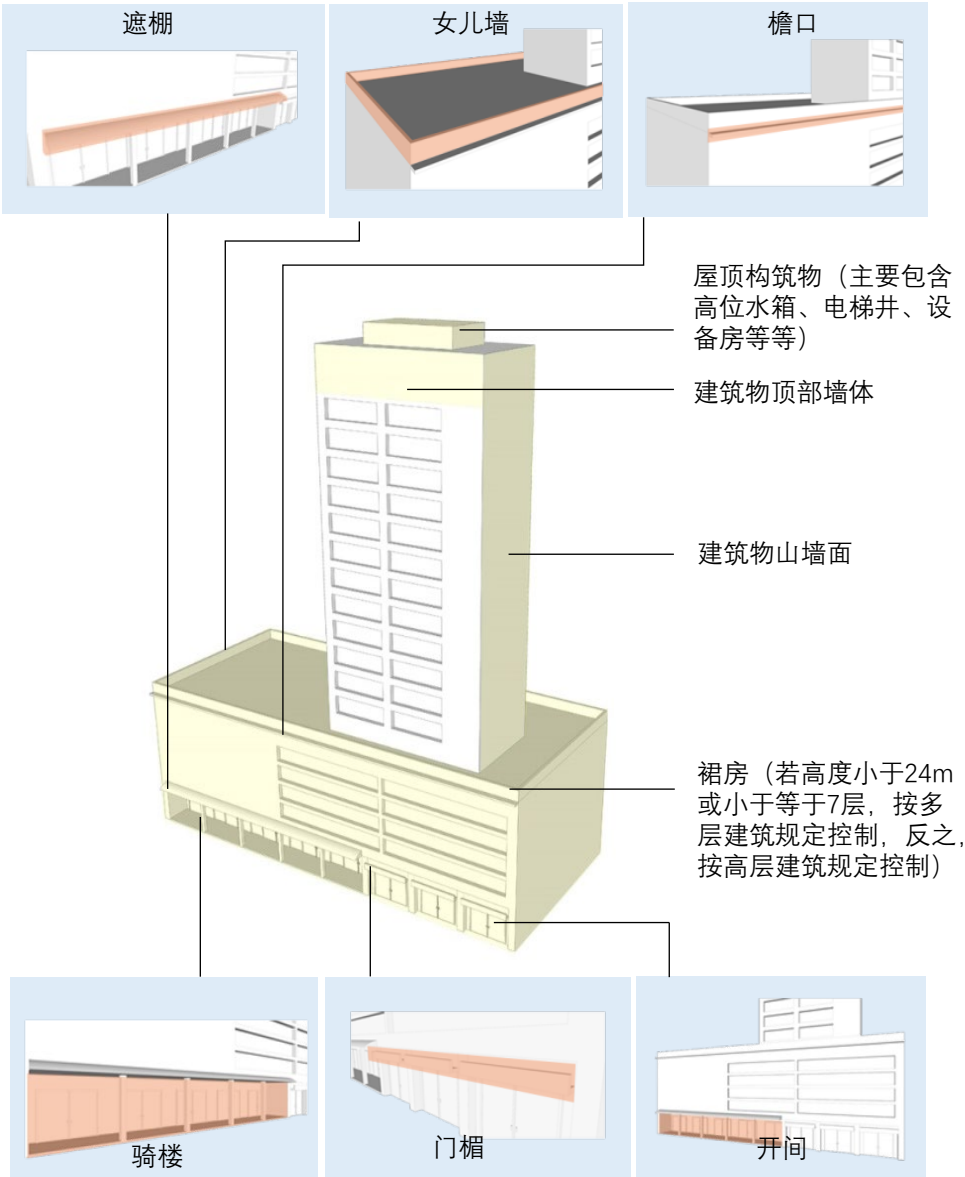 遮棚
女儿墙
檐口
屋顶构筑物（主要包含
高位水箱、电梯井、设
备房等等）
建筑物顶部墙体
建筑物山墙面
裙房（若高度小于24m
或小于等于7层，按多
层建筑规定控制，反之，
按高层建筑规定控制）
骑楼
门楣
开间